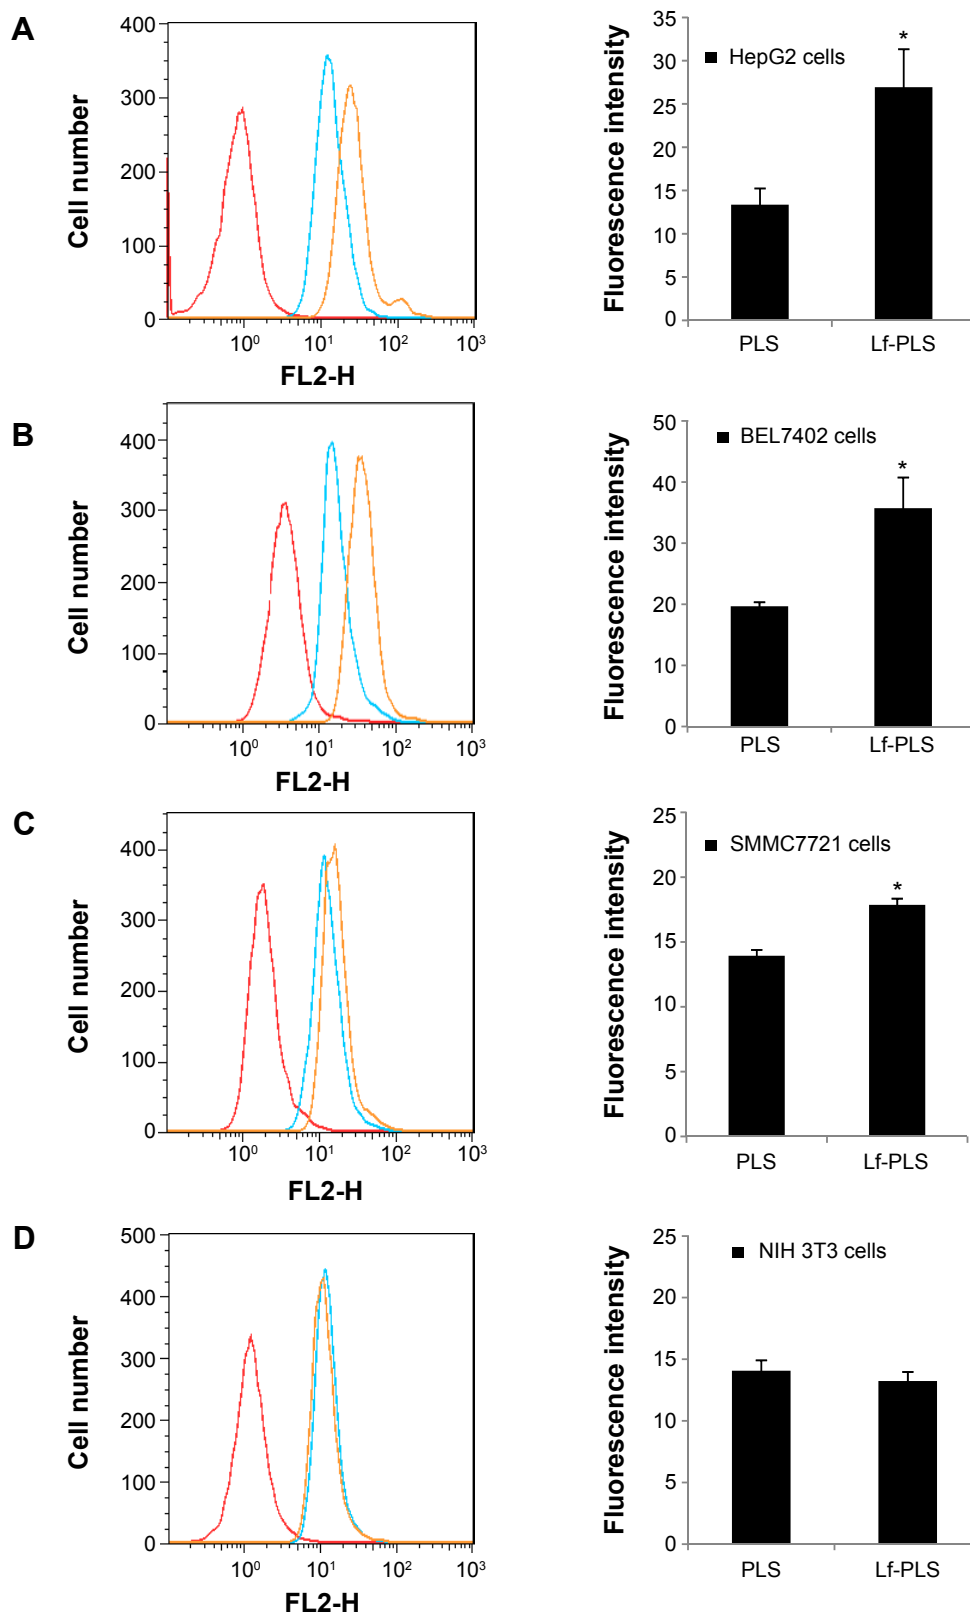 A
400
300
200
100
0
10⁰ 10¹ 10² 10³
FL2-H
Cell number
35
30
25
20
15
10
5
0
Fluorescence intensity
■ HepG2 cells
*
PLS Lf-PLS
B
400
300
200
100
0
10⁰ 10¹ 10² 10³
FL2-H
Cell number
50
40
30
20
10
0
Fluorescence intensity
■ BEL7402 cells
*
PLS Lf-PLS
C
400
300
200
100
0
10⁰ 10¹ 10² 10³
FL2-H
Cell number
25
20
15
10
5
0
Fluorescence intensity
■ SMMC7721 cells
*
PLS Lf-PLS
D
500
400
300
200
100
0
10⁰ 10¹ 10² 10³
FL2-H
Cell number
25
20
15
10
5
0
Fluorescence intensity
■ NIH 3T3 cells
PLS Lf-PLS